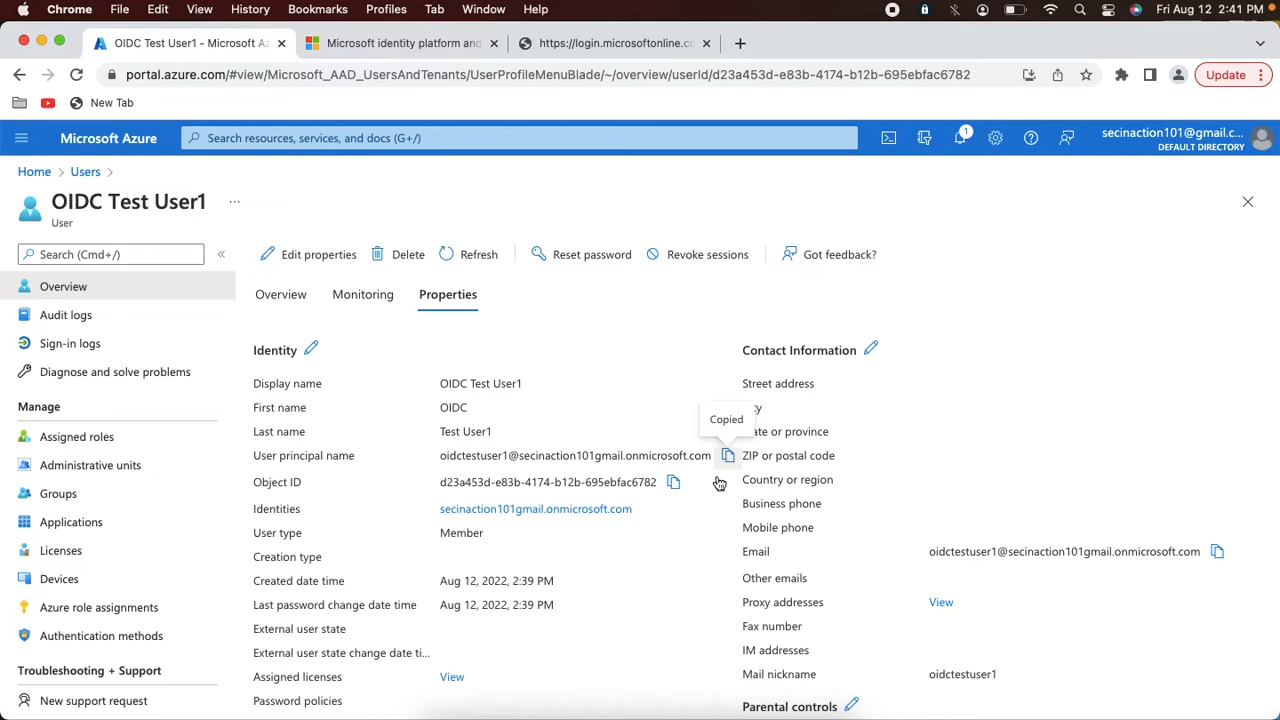 Chrome File Edit View History Bookmarks Profiles Tab Window Help Fri Aug 12 2:41 PM
OIDC Test User1 - Microsoft Az Microsoft identity platform and https://login.microsoftonline.co
portal.azure.com/#view/Microsoft_AAD_UsersAndTenants/UserProfileMenuBlade/~/overview/userId/d23a453d-e83b-4174-b12b-695ebfac6782 Update
New Tab
Microsoft Azure Search resources, services, and docs (G+/) 1 secinaction101@gmail.c...
DEFAULT DIRECTORY
Home > Users >
OIDC Test User1 ...
User
Search (Cmd+/) « Edit properties Delete Refresh Reset password Revoke sessions Got feedback?
Overview
Audit logs
Sign-in logs
Diagnose and solve problems
Manage
Assigned roles
Administrative units
Groups
Applications
Licenses
Devices
Azure role assignments
Authentication methods
Troubleshooting + Support
New support request
Overview Monitoring Properties
Identity
Display name OIDC Test User1
First name OIDC
Last name Test User1
User principal name oidctestuser1@secinaction101gmail.onmicrosoft.com
Object ID d23a453d-e83b-4174-b12b-695ebfac6782
Identities secinaction101gmail.onmicrosoft.com
User type Member
Creation type
Created date time Aug 12, 2022, 2:39 PM
Last password change date time Aug 12, 2022, 2:39 PM
External user state
External user state change date ti...
Assigned licenses View
Password policies
Copied
Contact Information
Street address
ty
ate or province
ZIP or postal code
Country or region
Business phone
Mobile phone
Email oidctestuser1@secinaction101gmail.onmicrosoft.com
Other emails
Proxy addresses View
Fax number
IM addresses
Mail nickname oidctestuser1
Parental controls